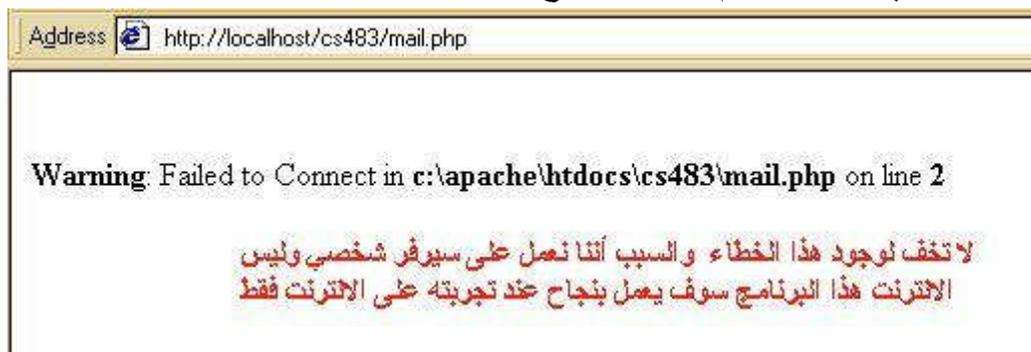 Address http://localhost/cs483/mail.php
Warning: Failed to Connect in c:\apache\htdocs\cs483\mail.php on line 2
لا تخف لوجود هذا الخطاء والسبب أننا نعمل على سيرفر شخصي وليس
الانترنت هذا البرنامج سوف يعمل بنجاح عند تجربته على الانترنت فقط